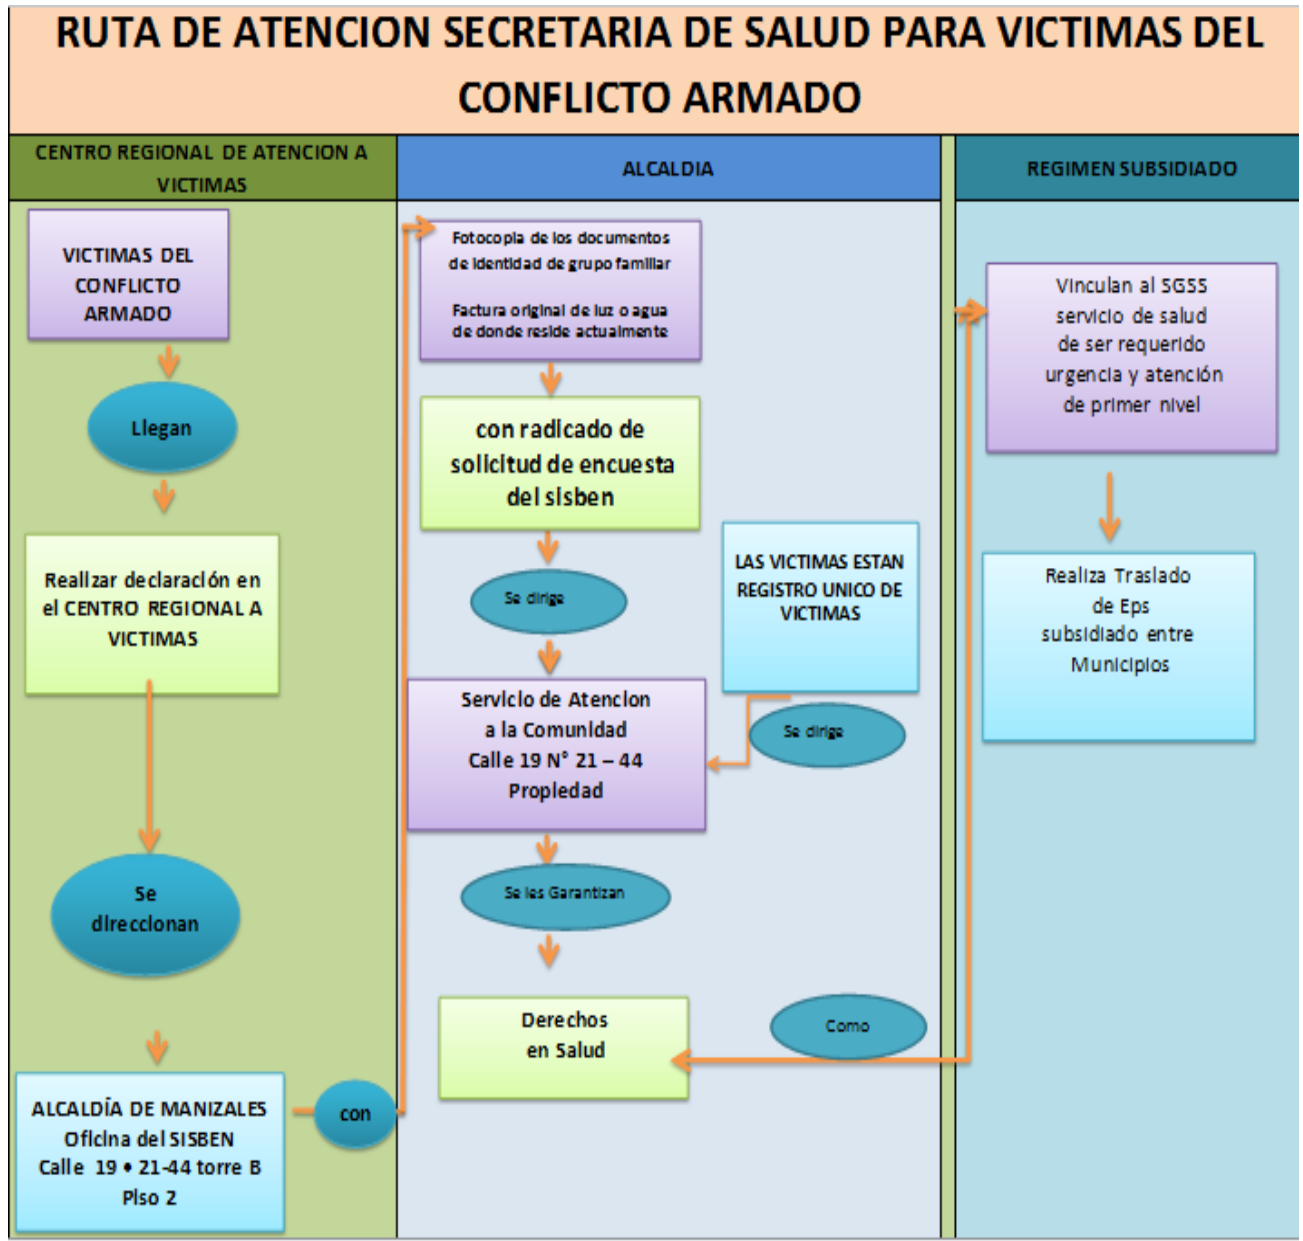 RUTA DE ATENCION SECRETARIA DE SALUD PARA VICTIMAS DEL
CONFLICTO ARMADO
CENTRO REGIONAL DE ATENCION A
VICTIMAS
VICTIMAS DEL
CONFLICTO
ARMADO
Llegan
Realizar declaración en
el CENTRO REGIONAL A
VICTIMAS
Se
direccionan
ALCALDÍA DE MANIZALES
Oficina del SISBEN
Calle 19 • 21-44 torre B
Piso 2
con
ALCALDIA
Fotocopia de los documentos
de identidad de grupo familiar
Factura original de luz o agua
de donde reside actualmente
con radicado de
solicitud de encuesta
del sisben
Se dirige
LAS VICTIMAS ESTAN
REGISTRO UNICO DE
VICTIMAS
Se dirige
Servicio de Atencion
a la Comunidad
Calle 19 N° 21 – 44
Propiedad
Se les Garantizan
Derechos
en Salud
Como
REGIMEN SUBSIDIADO
Vinculan al SGSS
servicio de salud
de ser requerido
urgencia y atención
de primer nivel
Realiza Traslado
de Eps
subsidiado entre
Municipios